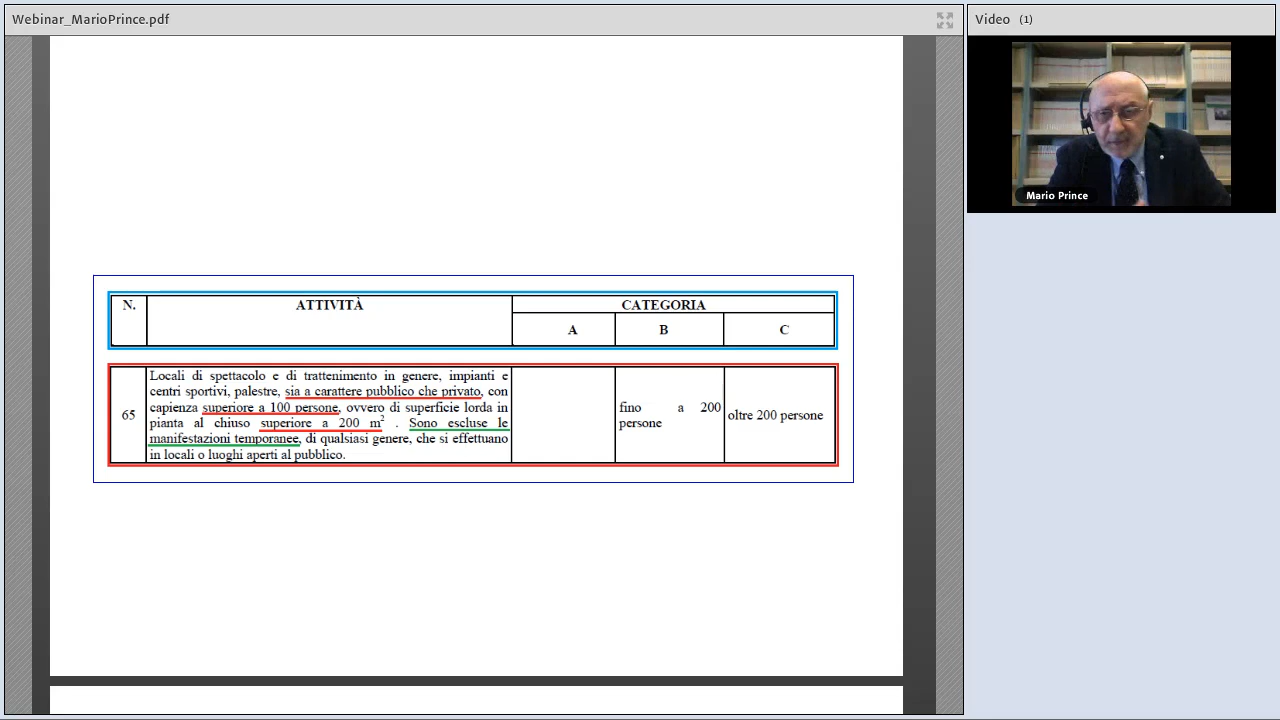 Webinar_MarioPrince.pdf
Video (1)
Mario Prince
N.
ATTIVITÀ
CATEGORIA
A
B
C
65
Locali di spettacolo e di trattenimento in genere, impianti e
centri sportivi, palestre, sia a carattere pubblico che privato, con
capienza superiore a 100 persone, ovvero di superficie lorda in
pianta al chiuso superiore a 200 m² . Sono escluse le
manifestazioni temporanee, di qualsiasi genere, che si effettuano
in locali o luoghi aperti al pubblico.
fino a 200
persone
oltre 200 persone